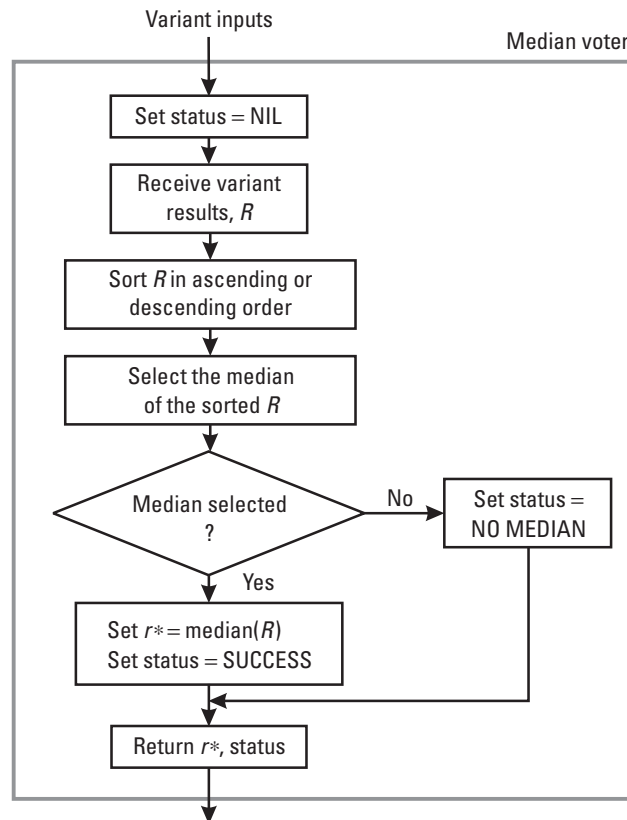 Variant inputs
Median voter
Set status = NIL
Receive variant
results, R
Sort R in ascending or
descending order
Select the median
of the sorted R
Median selected
?
No
Set status =
NO MEDIAN
Yes
Set r* = median(R)
Set status = SUCCESS
Return r*, status